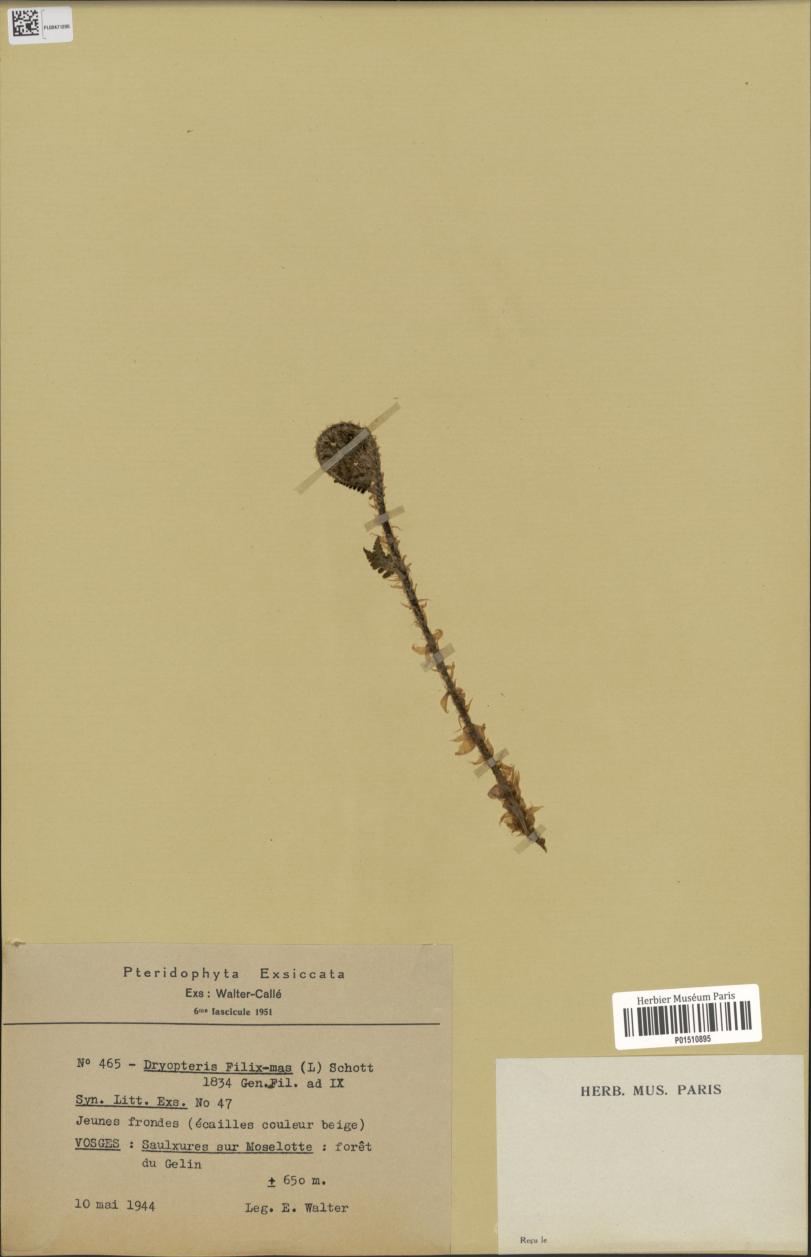 Pteridophyta Exsiccata
Exs : Walter-Callé
6me fascicule 1951
No 465 - Dryopteris Filix-mas (L) Schott
1834 Gen.Fil. ad IX
Syn. Litt. Exs. No 47
Jeunes frondes (écailles couleur beige)
VOSGES : Saulxures sur Moselotte : forêt
du Gelin
± 650 m.
10 mai 1944 Leg. E. Walter
Herbier Muséum Paris
P01510895
HERB. MUS. PARIS
Reçu le